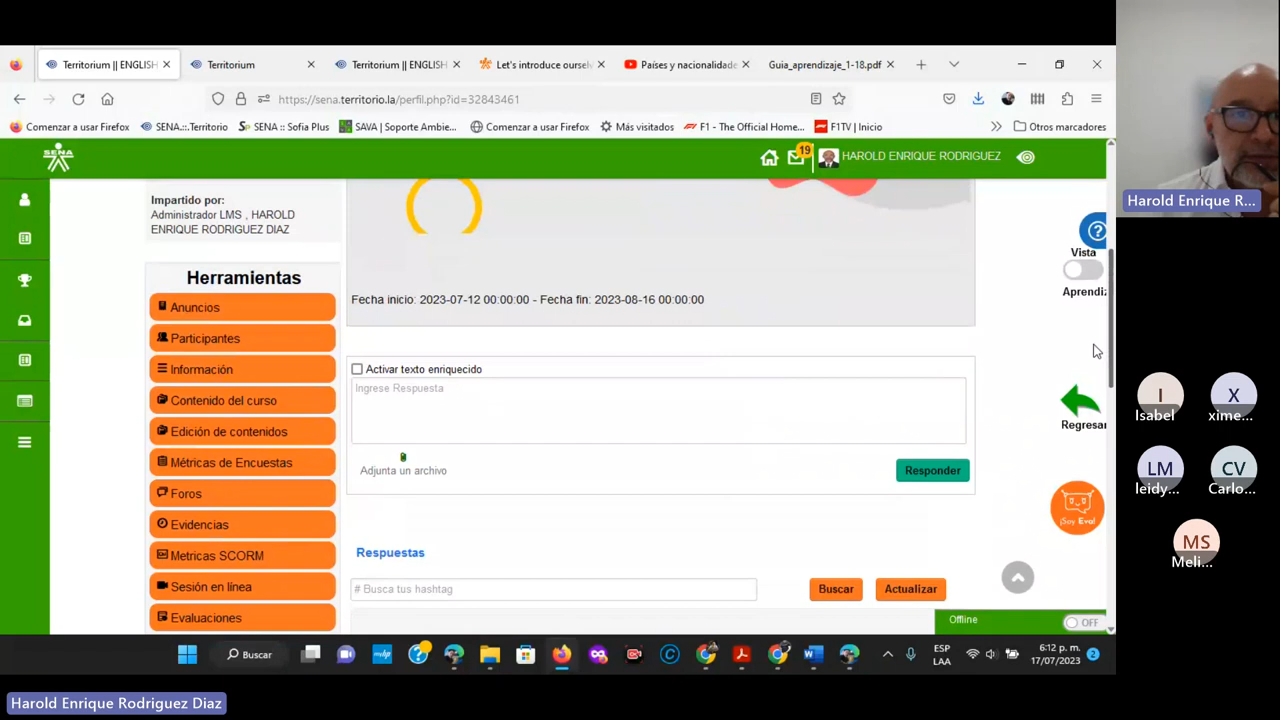 Territorium || ENGLISH
Territorium
Territorium || ENGLISH
Let's introduce oursel
Países y nacionalidade
Guia_aprendizaje_1-18.pdf
https://sena.territorio.la/perfil.php?id=32843461
Comenzar a usar Firefox
SENA.::.Territorio
SENA :: Sofia Plus
SAVA | Soporte Ambie...
Comenzar a usar Firefox
Más visitados
F1 - The Official Home...
F1TV | Inicio
Otros marcadores
SENA
19
HAROLD ENRIQUE RODRIGUEZ
Impartido por:
Administrador LMS , HAROLD
ENRIQUE RODRIGUEZ DIAZ
Herramientas
Anuncios
Participantes
Información
Contenido del curso
Edición de contenidos
Métricas de Encuestas
Foros
Evidencias
Metricas SCORM
Sesión en línea
Evaluaciones
Fecha inicio: 2023-07-12 00:00:00 - Fecha fin: 2023-08-16 00:00:00
Activar texto enriquecido
Ingrese Respuesta
Adjunta un archivo
Responder
Respuestas
# Busca tus hashtag
Buscar
Actualizar
?
Vista
Aprendiz
Regresar
¡Soy Eva!
Offline
OFF
Buscar
ESP
LAA
6:12 p. m.
17/07/2023
2
Harold Enrique R...
I
Isabel
X
xime...
LM
leidy...
CV
Carlo...
MS
Meli...
Harold Enrique Rodriguez Diaz